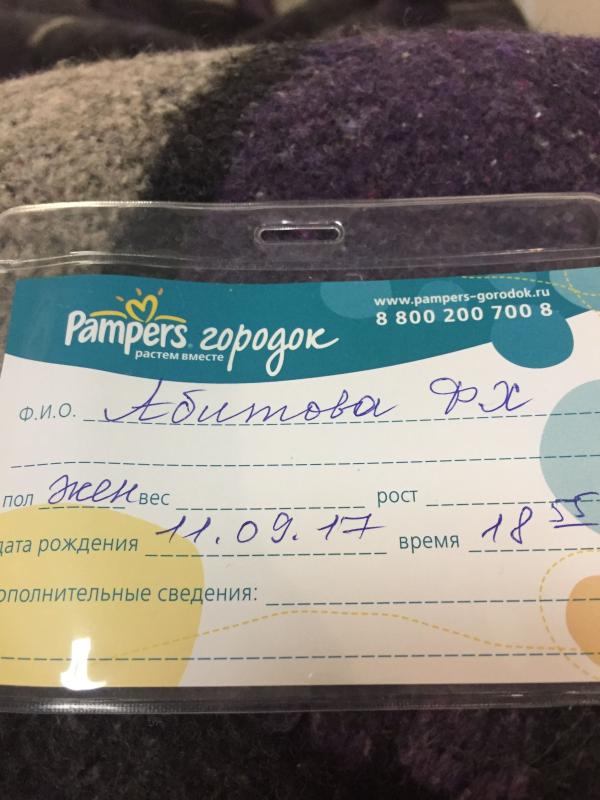 www.pampers-gorodok.ru
8 800 200 700 8
Pampers городок
растем вместе
Ф.И.О. Абитова ФХ
пол жен вес рост
дата рождения 11.09.17 время 18 55
ополнительные сведения: